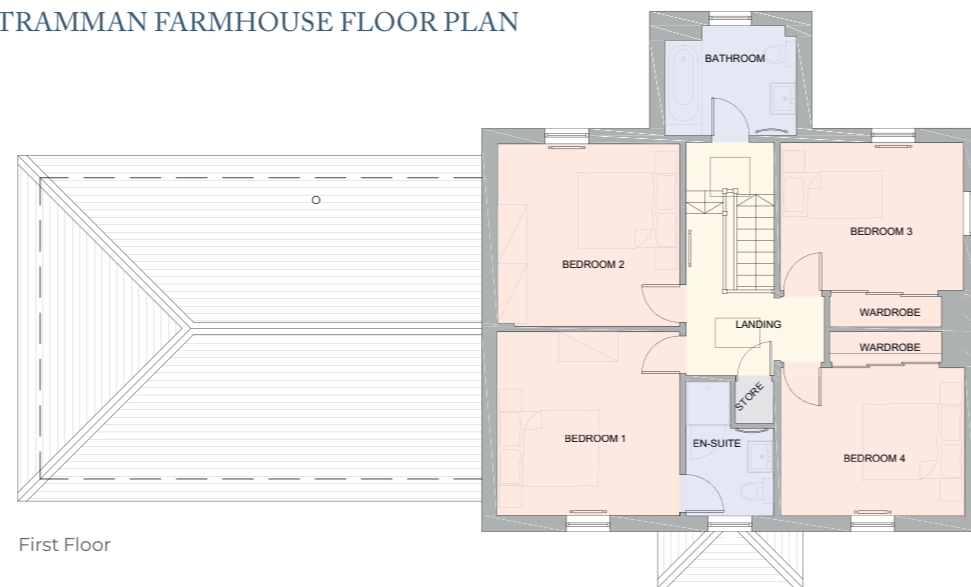 TRAMMAN FARMHOUSE FLOOR PLAN
BATHROOM
BEDROOM 2
BEDROOM 3
WARDROBE
LANDING
WARDROBE
STORE
BEDROOM 1
EN-SUITE
BEDROOM 4
First Floor